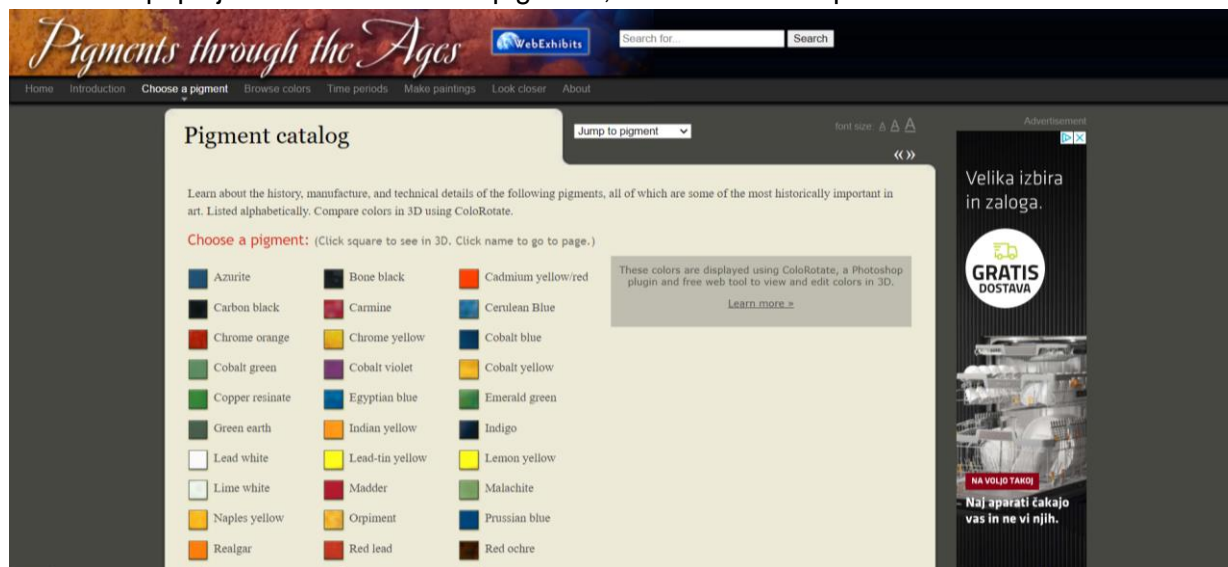 Pigments through the Ages
WebExhibits
Search for...
Search
Home Introduction Choose a pigment Browse colors Time periods Make paintings Look closer About
Pigment catalog
Jump to pigment
font size: A A A
«»
Learn about the history, manufacture, and technical details of the following pigments, all of which are some of the most historically important in
art. Listed alphabetically. Compare colors in 3D using ColoRotate.
Choose a pigment: (Click square to see in 3D. Click name to go to page.)
Azurite Bone black Cadmium yellow/red
Carbon black Carmine Cerulean Blue
Chrome orange Chrome yellow Cobalt blue
Cobalt green Cobalt violet Cobalt yellow
Copper resinate Egyptian blue Emerald green
Green earth Indian yellow Indigo
Lead white Lead-tin yellow Lemon yellow
Lime white Madder Malachite
Naples yellow Orpiment Prussian blue
Realgar Red lead Red ochre
These colors are displayed using ColoRotate, a Photoshop
plugin and free web tool to view and edit colors in 3D.
Learn more »
Advertisement
Velika izbira
in zaloga.
GRATIS
DOSTAVA
NA VOLJO TAKOJ
Naj aparati čakajo
vas in ne vi njih.